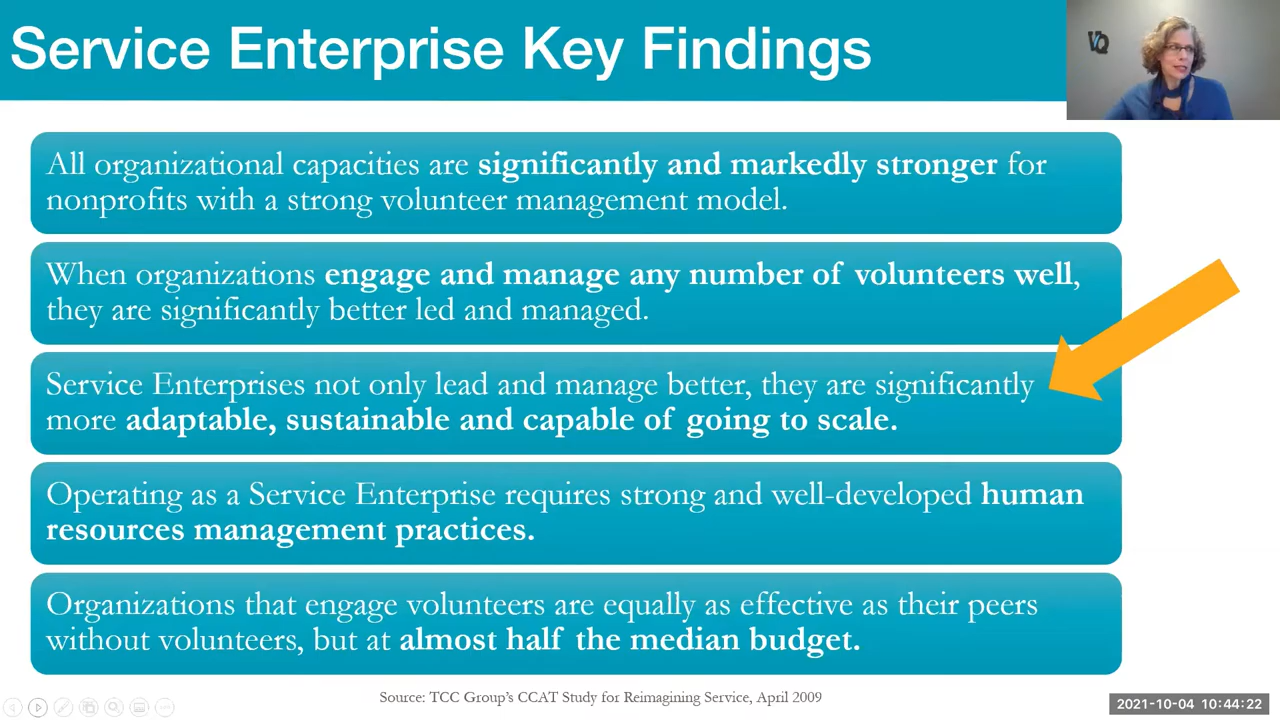 Service Enterprise Key Findings
VQ
All organizational capacities are significantly and markedly stronger for
nonprofits with a strong volunteer management model.
When organizations engage and manage any number of volunteers well,
they are significantly better led and managed.
Service Enterprises not only lead and manage better, they are significantly
more adaptable, sustainable and capable of going to scale.
Operating as a Service Enterprise requires strong and well-developed human
resources management practices.
Organizations that engage volunteers are equally as effective as their peers
without volunteers, but at almost half the median budget.
Source: TCC Group's CCAT Study for Reimagining Service, April 2009
2021-10-04 10:44:22